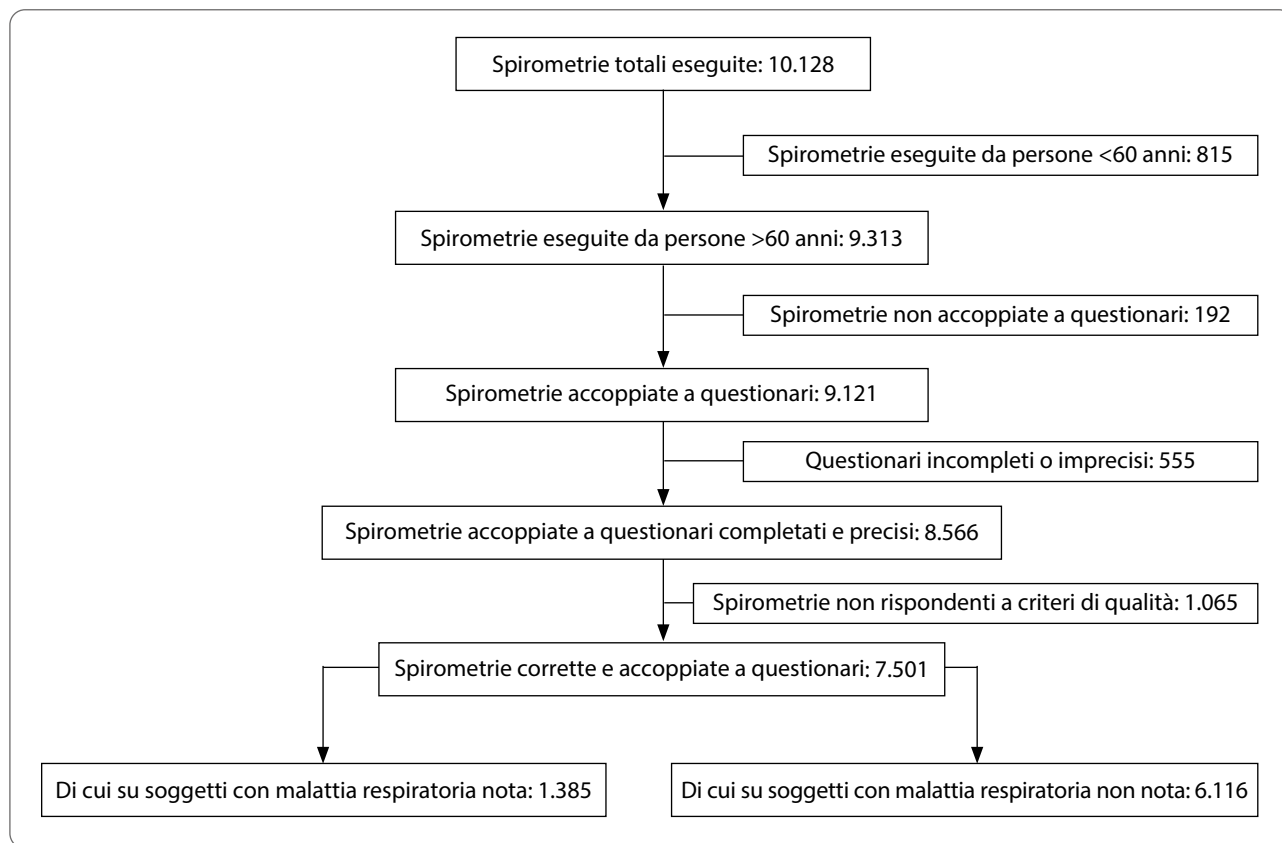 Spirometrie totali eseguite: 10.128
Spirometrie eseguite da persone <60 anni: 815
Spirometrie eseguite da persone >60 anni: 9.313
Spirometrie non accoppiate a questionari: 192
Spirometrie accoppiate a questionari: 9.121
Questionari incompleti o imprecisi: 555
Spirometrie accoppiate a questionari completati e precisi: 8.566
Spirometrie non rispondenti a criteri di qualità: 1.065
Spirometrie corrette e accoppiate a questionari: 7.501
Di cui su soggetti con malattia respiratoria nota: 1.385
Di cui su soggetti con malattia respiratoria non nota: 6.116